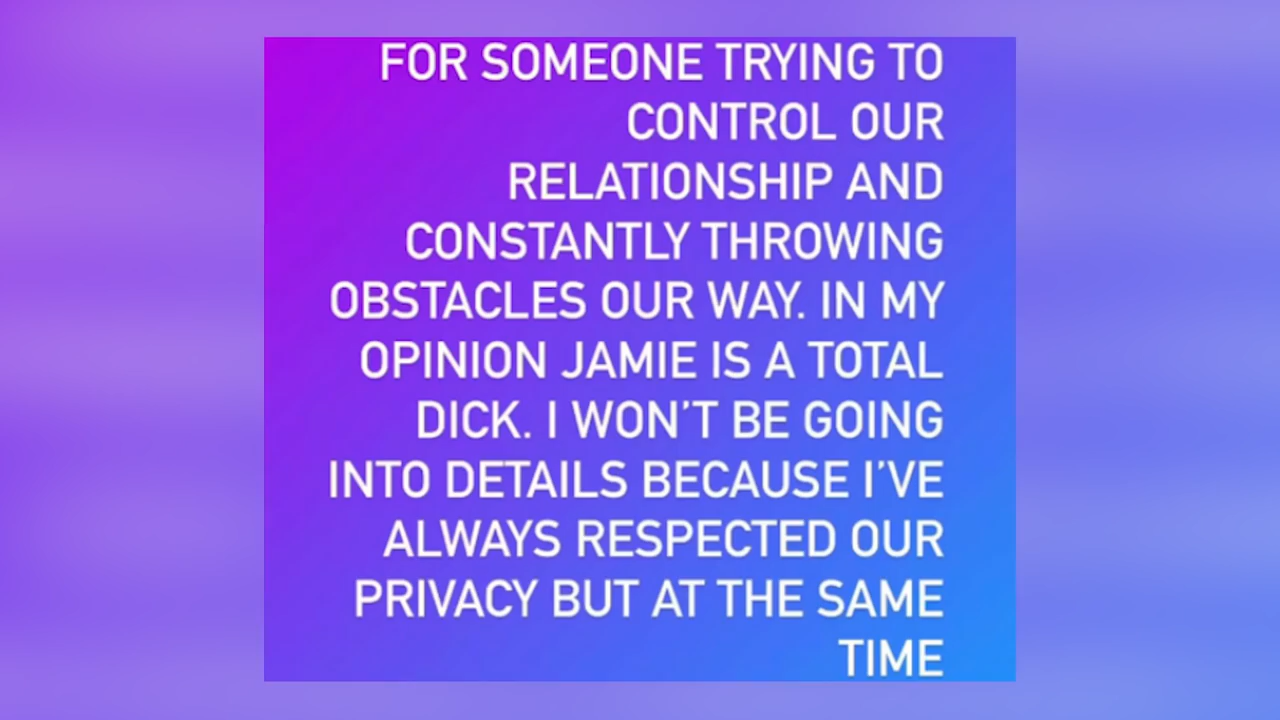 FOR SOMEONE TRYING TO
CONTROL OUR
RELATIONSHIP AND
CONSTANTLY THROWING
OBSTACLES OUR WAY. IN MY
OPINION JAMIE IS A TOTAL
DICK. I WON’T BE GOING
INTO DETAILS BECAUSE I’VE
ALWAYS RESPECTED OUR
PRIVACY BUT AT THE SAME
TIME